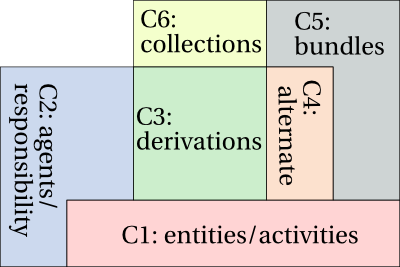 C6:
collections
C5:
bundles
C2: agents/
responsibility
C3:
derivations
C4:
alternate
C1: entities/activities